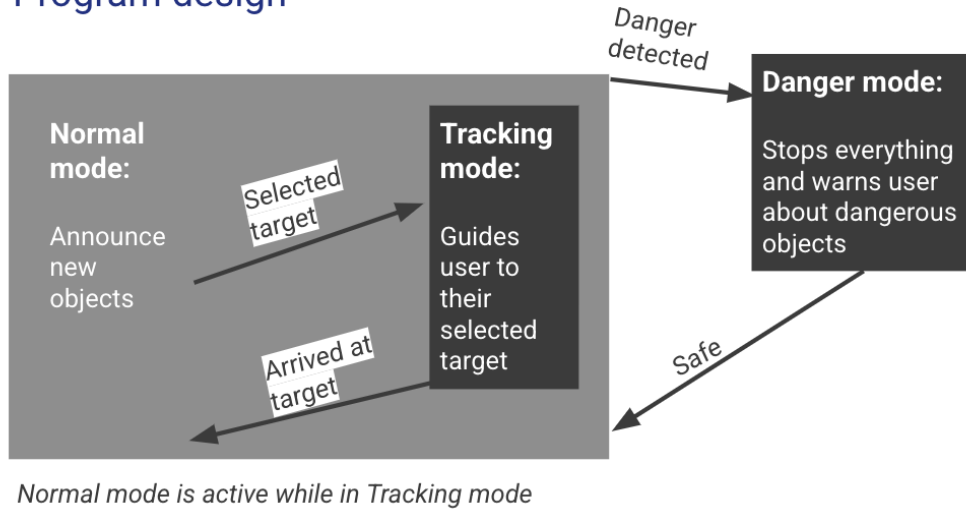 Program design
Danger
detected
Normal
mode:
Announce
new
objects
Selected
target
Arrived at
target
Tracking
mode:
Guides
user to
their
selected
target
Danger mode:
Stops everything
and warns user
about dangerous
objects
Safe
Normal mode is active while in Tracking mode